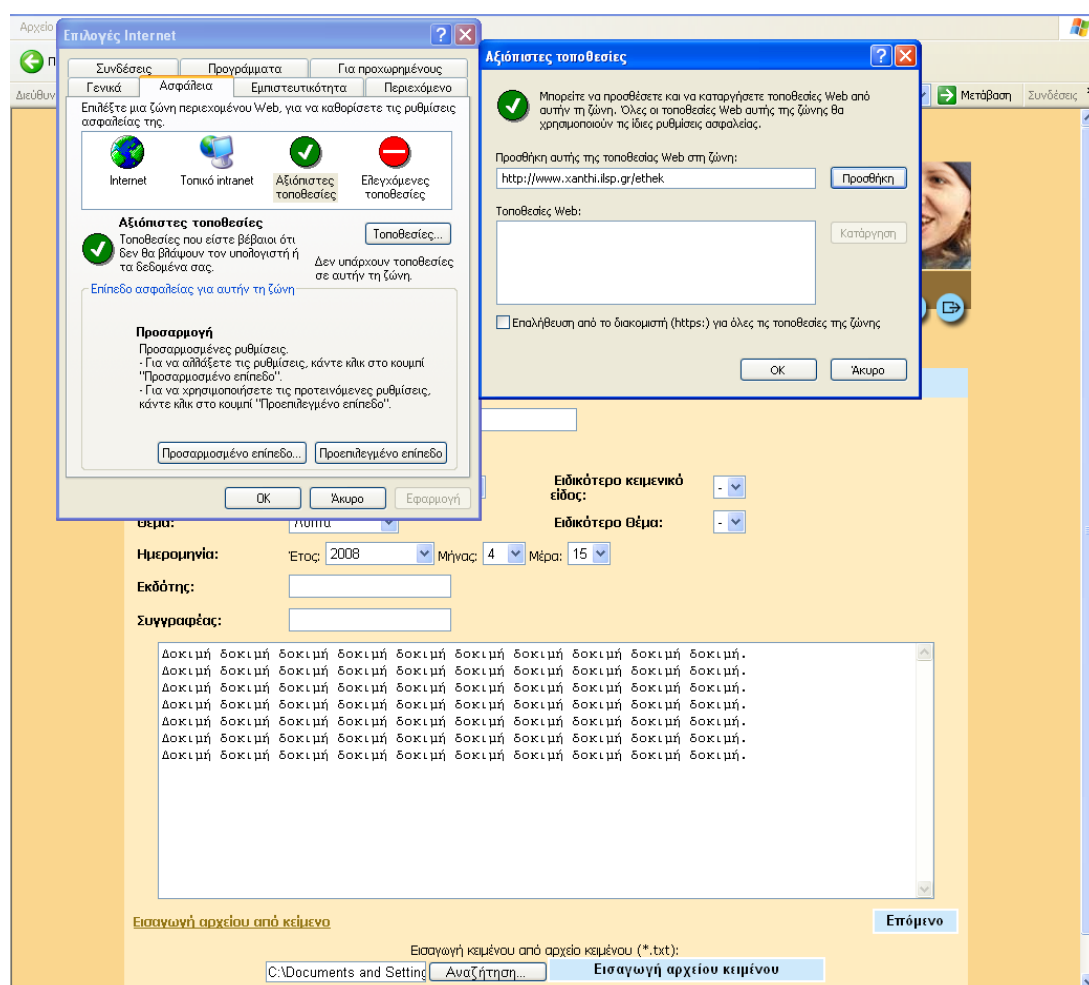 Αρχείο
Επιλογές Internet
Συνδέσεις Προγράμματα Για προχωρημένους
Γενικά Ασφάλεια Εμπιστευτικότητα Περιεχόμενο
Επιλέξτε μια ζώνη περιεχομένου Web, για να καθορίσετε τις ρυθμίσεις
ασφαλείας της.
Internet Τοπικό intranet Αξιόπιστες τοποθεσίες Ελεγχόμενες τοποθεσίες
Αξιόπιστες τοποθεσίες
Τοποθεσίες που είστε βέβαιοι ότι
δεν θα βλάψουν τον υπολογιστή ή
τα δεδομένα σας.
Τοποθεσίες...
Δεν υπάρχουν τοποθεσίες
σε αυτήν τη ζώνη.
Επίπεδο ασφαλείας για αυτήν τη ζώνη
Προσαρμογή
Προσαρμοσμένες ρυθμίσεις.
- Για να αλλάξετε τις ρυθμίσεις, κάντε κλικ στο κουμπί
"Προσαρμοσμένο επίπεδο".
- Για να χρησιμοποιήσετε τις προτεινόμενες ρυθμίσεις,
κάντε κλικ στο κουμπί "Προεπιλεγμένο επίπεδο".
Προσαρμοσμένο επίπεδο... Προεπιλεγμένο επίπεδο
OK Άκυρο Εφαρμογή
Αξιόπιστες τοποθεσίες
Μπορείτε να προσθέσετε και να καταργήσετε τοποθεσίες Web από
αυτήν τη ζώνη. Όλες οι τοποθεσίες Web αυτής της ζώνης θα
χρησιμοποιούν τις ίδιες ρυθμίσεις ασφαλείας.
Προσθήκη αυτής της τοποθεσίας Web στη ζώνη:
http://www.xanthi.ilsp.gr/ethek Προσθήκη
Τοποθεσίες Web:
Κατάργηση
Επαλήθευση από το διακομιστή (https:) για όλες τις τοποθεσίες της ζώνης
OK Άκυρο
Μετάβαση Συνδέσεις
Ειδικότερο κειμενικό
είδος: -
Θέμα: Ειδικότερο Θέμα: -
Ημερομηνία: Έτος: 2008 Μήνας: 4 Μέρα: 15
Εκδότης:
Συγγραφέας:
Δοκιμή δοκιμή δοκιμή δοκιμή δοκιμή δοκιμή δοκιμή δοκιμή δοκιμή δοκιμή.
Δοκιμή δοκιμή δοκιμή δοκιμή δοκιμή δοκιμή δοκιμή δοκιμή δοκιμή δοκιμή.
Δοκιμή δοκιμή δοκιμή δοκιμή δοκιμή δοκιμή δοκιμή δοκιμή δοκιμή δοκιμή.
Δοκιμή δοκιμή δοκιμή δοκιμή δοκιμή δοκιμή δοκιμή δοκιμή δοκιμή δοκιμή.
Δοκιμή δοκιμή δοκιμή δοκιμή δοκιμή δοκιμή δοκιμή δοκιμή δοκιμή δοκιμή.
Δοκιμή δοκιμή δοκιμή δοκιμή δοκιμή δοκιμή δοκιμή δοκιμή δοκιμή δοκιμή.
Δοκιμή δοκιμή δοκιμή δοκιμή δοκιμή δοκιμή δοκιμή δοκιμή δοκιμή δοκιμή.
Εισαγωγή αρχείου από κείμενο Επόμενο
Εισαγωγή κειμένου από αρχείο κειμένου (*.txt):
C:\Documents and Setting Αναζήτηση... Εισαγωγή αρχείου κειμένου